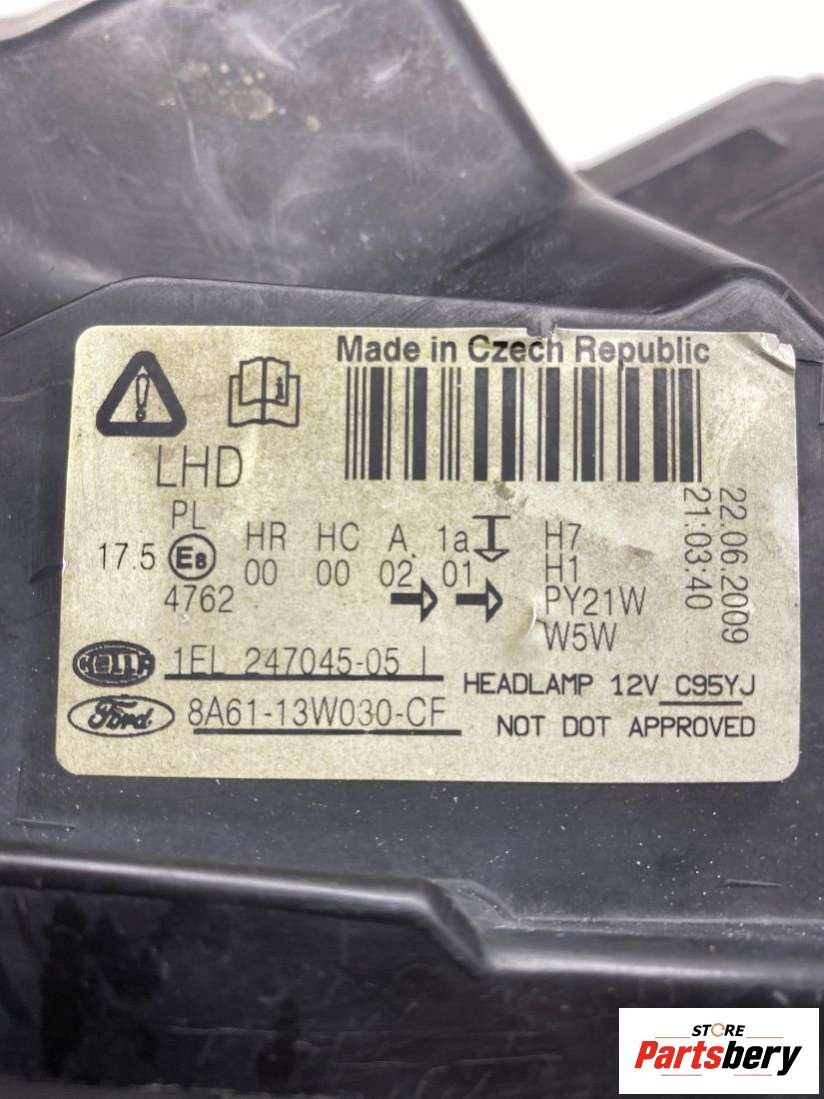 Made in Czech Republic
LHD
22.06.2009
21:03:40
PL
17.5 E8 HR HC A 1a H7
00 00 02 01 H1
4762 PY21W
W5W
HELLA 1EL 247045-05 I
HEADLAMP 12V C95YJ
Ford 8A61-13W030-CF
NOT DOT APPROVED
STORE
Partsbery